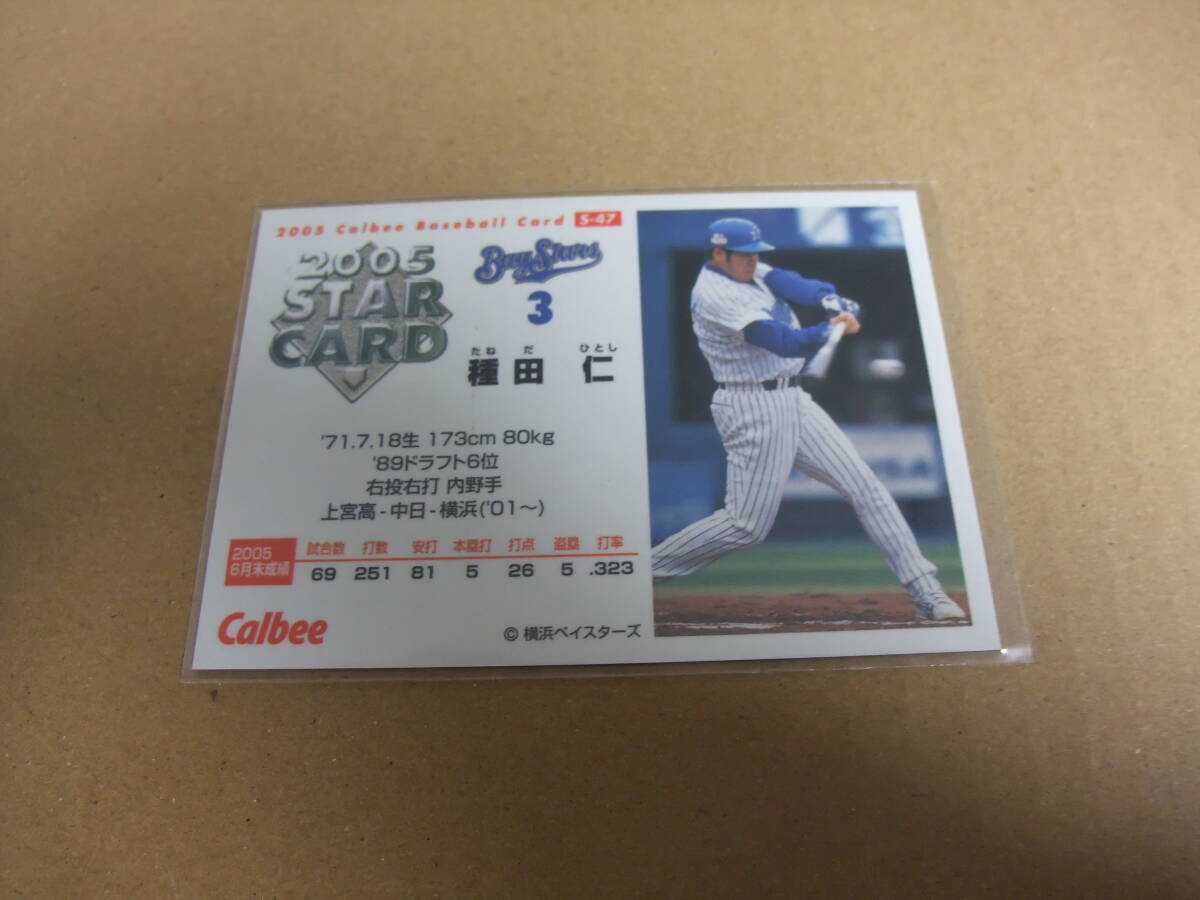 2005 Calbee Baseball Card S-47
2005
STAR
CARD
BayStars
3
たねだ ひとし
種田 仁
'71.7.18生 173cm 80kg
'89ドラフト6位
右投右打 内野手
上宮高-中日-横浜('01〜)
2005
6月末成績
試合数 打数 安打 本塁打 打点 盗塁 打率
69 251 81 5 26 5 .323
Calbee
© 横浜ベイスターズ